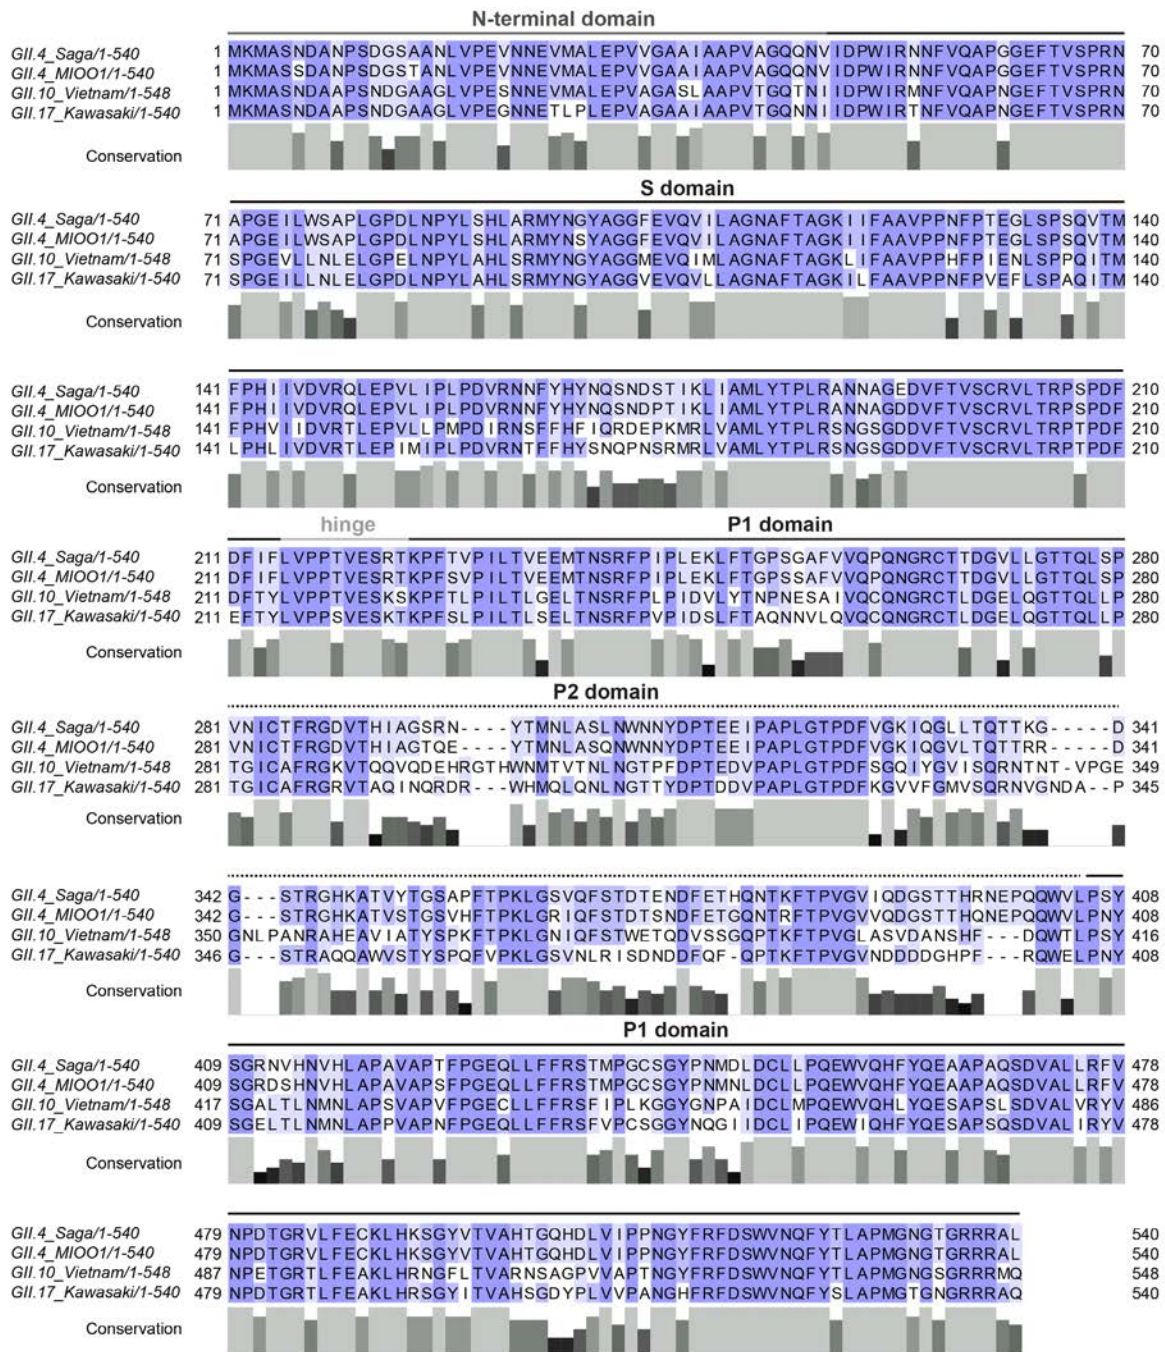 N-terminal domain
GII.4_Saga/1-540 1 MKMASNDANPSDGSAANLVPEVNNEVMALEPVVGAAIAAPVAGQQNVIDPWIRNNFVQAPGGEFTVSPRN 70
GII.4_MIOO1/1-540 1 MKMASSDANPSDGSTANLVPEVNNEVMALEPVVGAAIAAPVAGQQNVIDPWIRNNFVQAPGGEFTVSPRN 70
GII.10_Vietnam/1-548 1 MKMASNDAAPSNDGAAGLVPESNNEVMALEPVAGASLAAPVTGQTNIIDPWIRMNFVQAPNGEFTVSPRN 70
GII.17_Kawasaki/1-540 1 MKMASNDAAPSNDGAAGLVPEGNNETLPLEPVAGAAIAAPVTGQNNIIDPWIRTNFVQAPNGEFTVSPRN 70
Conservation
S domain
GII.4_Saga/1-540 71 APGEILWSAPLGPDLNPYLSHLARMYNGYAGGFEVQVILAGNAFTAGKIIFAAVPPNFPTEGLSPSQVTM 140
GII.4_MIOO1/1-540 71 APGEILWSAPLGPDLNPYLSHLARMYNSYAGGFEVQVILAGNAFTAGKIIFAAVPPNFPTEGLSPSQVTM 140
GII.10_Vietnam/1-548 71 SPGEVLLNLELGPELNPYLAHLSRMYNGYAGGMEVQIMLAGNAFTAGKLIFAAVPPHFPIENLSPPQITM 140
GII.17_Kawasaki/1-540 71 SPGEILLNLELGPDLNPYLAHLSRMYNGYAGGVEVQVLLAGNAFTAGKILFAAVPPNFPVEFLSPAQITM 140
Conservation
GII.4_Saga/1-540 141 FPHIIVDVRQLEPVLIPLPDVRNNFYHYNQSNDSTIKLIAMLYTPLRANNAGEDVFTVSCRVLTRPSPDF 210
GII.4_MIOO1/1-540 141 FPHIIVDVRQLEPVLIPLPDVRNNFYHYNQSNDPTIKLIAMLYTPLRANNAGDDVFTVSCRVLTRPSPDF 210
GII.10_Vietnam/1-548 141 FPHVIIDVRTLEPVLLPMPDIRNSFFHFIQRDEPKMRLVAMLYTPLRSNGSGDDVFTVSCRVLTRPTPDF 210
GII.17_Kawasaki/1-540 141 LPHLIVDVRTLEPIMIPLPDVRNTFFHYSNQPNSRMRLVAMLYTPLRSNGSGDDVFTVSCRVLTRPTPDF 210
Conservation
hinge P1 domain
GII.4_Saga/1-540 211 DFIFLVPPTVESRTKPFTVPILTVEEMTNSRFPIPLEKLFTGPSGAFVVQPQNGRCTTDGVLLGTTQLSP 280
GII.4_MIOO1/1-540 211 DFIFLVPPTVESRTKPFSVPILTVEEMTNSRFPIPLEKLFTGPSSAFVVQPQNGRCTTDGVLLGTTQLSP 280
GII.10_Vietnam/1-548 211 DFTYLVPPTVESKSKPFTLPILTLGELTNSRFPLPIDVLYTNPNESAIVQCQNGRCTLDGELQGTTQLLP 280
GII.17_Kawasaki/1-540 211 EFTYLVPPSVESKTKPFSLPILTLSELTNSRFPVPIDSLFTAQNNVLQVQCQNGRCTLDGELQGTTQLLP 280
Conservation
P2 domain
GII.4_Saga/1-540 281 VNICTFRGDVTHIAGSRN----YTMNLASLNWNNYDPTEEIPAPLGTPDFVGKIQGLLTQTTKG-----D 341
GII.4_MIOO1/1-540 281 VNICTFRGDVTHIAGTQE----YTMNLASQNWNNYDPTEEIPAPLGTPDFVGKIQGVLTQTTRR-----D 341
GII.10_Vietnam/1-548 281 TGICAFRGKVTQQVQDEHRGTHWNMTVTNLNGTPFDPTEDVPAPLGTPDFSGQIYGVISQRNTNT-VPGE 349
GII.17_Kawasaki/1-540 281 TGICAFRGRVTAQINQRDR---WHMQLQNLNGTTYDPTDDVPAPLGTPDFKGVVFGMVSQRNVGNDA--P 345
Conservation
GII.4_Saga/1-540 342 G---STRGHKATVYTGSAPFTPKLGSVQFSTDTENDFETHQNTKFTPVGVIQDGSTTHRNEPQQWVLPSY 408
GII.4_MIOO1/1-540 342 G---STRGHKATVSTGSVHFTPKLGRIQFSTDTSNDFETGQNTRFTPVGVVQDGSTTHQNEPQQWVLPNY 408
GII.10_Vietnam/1-548 350 GNLPANRAHEAVIATYSPKFTPKLGNIQFSTWETQDVSSGQPTKFTPVGLASVDANSHF---DQWTLPSY 416
GII.17_Kawasaki/1-540 346 G---STRAQQAWVSTYSPQFVPKLGSVNLRISDNDDFQF-QPTKFTPVGVNDDDDGHPF---RQWELPNY 408
Conservation
P1 domain
GII.4_Saga/1-540 409 SGRNVHNVHLAPAVAPTFPGEQLLFFRSTMPGCSGYPNMDLDCLLPQEWVQHFYQEAAPAQSDVALLRFV 478
GII.4_MIOO1/1-540 409 SGRDSHNVHLAPAVAPSFPGEQLLFFRSTMPGCSGYPNMNLDCLLPQEWVQHFYQEAAPAQSDVALLRFV 478
GII.10_Vietnam/1-548 417 SGALTLNMNLAPSVAPVFPGECLLFFRSFIPLKGGYGNPAIDCLMPQEWVQHLYQESAPSLSDVALVRYV 486
GII.17_Kawasaki/1-540 409 SGELTLNMNLAPPVAPNFPGEQLLFFRSFVPCSGGYNQGIIDCLIPQEWIQHFYQESAPSQSDVALIRYV 478
Conservation
GII.4_Saga/1-540 479 NPDTGRVLFECKLHKSGYVTVAHTGQHDLVIPPNGYFRFDSWVNQFYTLAPMGNGTGRRRAL 540
GII.4_MIOO1/1-540 479 NPDTGRVLFECKLHKSGYVTVAHTGQHDLVIPPNGYFRFDSWVNQFYTLAPMGNGTGRRRAL 540
GII.10_Vietnam/1-548 487 NPETGRTLFEAKLHRNGFLTVARNSAGPVVAPTNGYFRFDSWVNQFYTLAPMGNGSGRRRMQ 548
GII.17_Kawasaki/1-540 479 NPDTGRTLFEAKLHRSGYITVAHSGDYPLVVPANGHFRFDSWVNQFYSLAPMGTGNGRRRAQ 540
Conservation